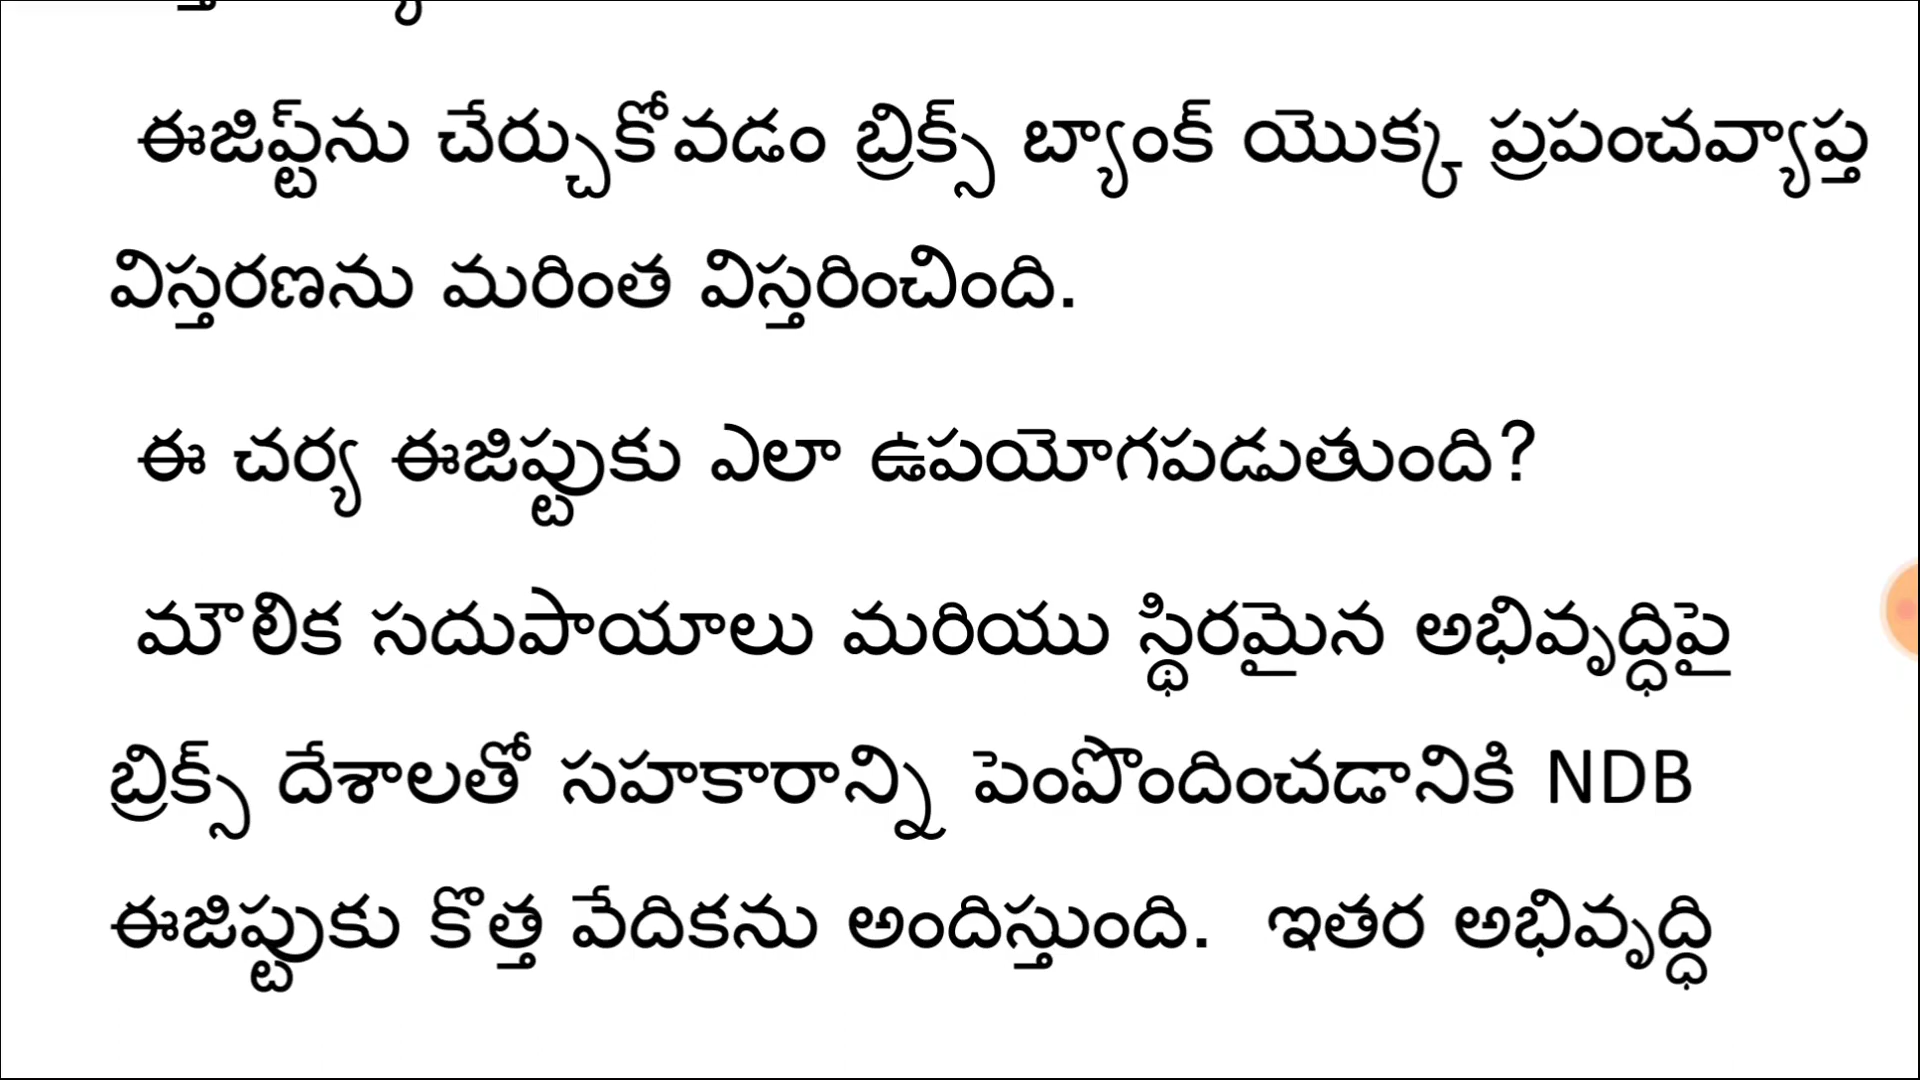 ఈజిప్ట్‌ను చేర్చుకోవడం బ్రిక్స్ బ్యాంక్ యొక్క ప్రపంచవ్యాప్త
విస్తరణను మరింత విస్తరించింది.
ఈ చర్య ఈజిప్టుకు ఎలా ఉపయోగపడుతుంది?
మౌలిక సదుపాయాలు మరియు స్థిరమైన అభివృద్ధిపై
బ్రిక్స్ దేశాలతో సహకారాన్ని పెంపొందించడానికి NDB
ఈజిప్టుకు కొత్త వేదికను అందిస్తుంది. ఇతర అభివృద్ధి